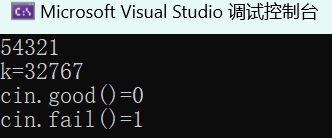 Microsoft Visual Studio 调试控制台
54321
k=32767
cin.good()=0
cin.fail()=1